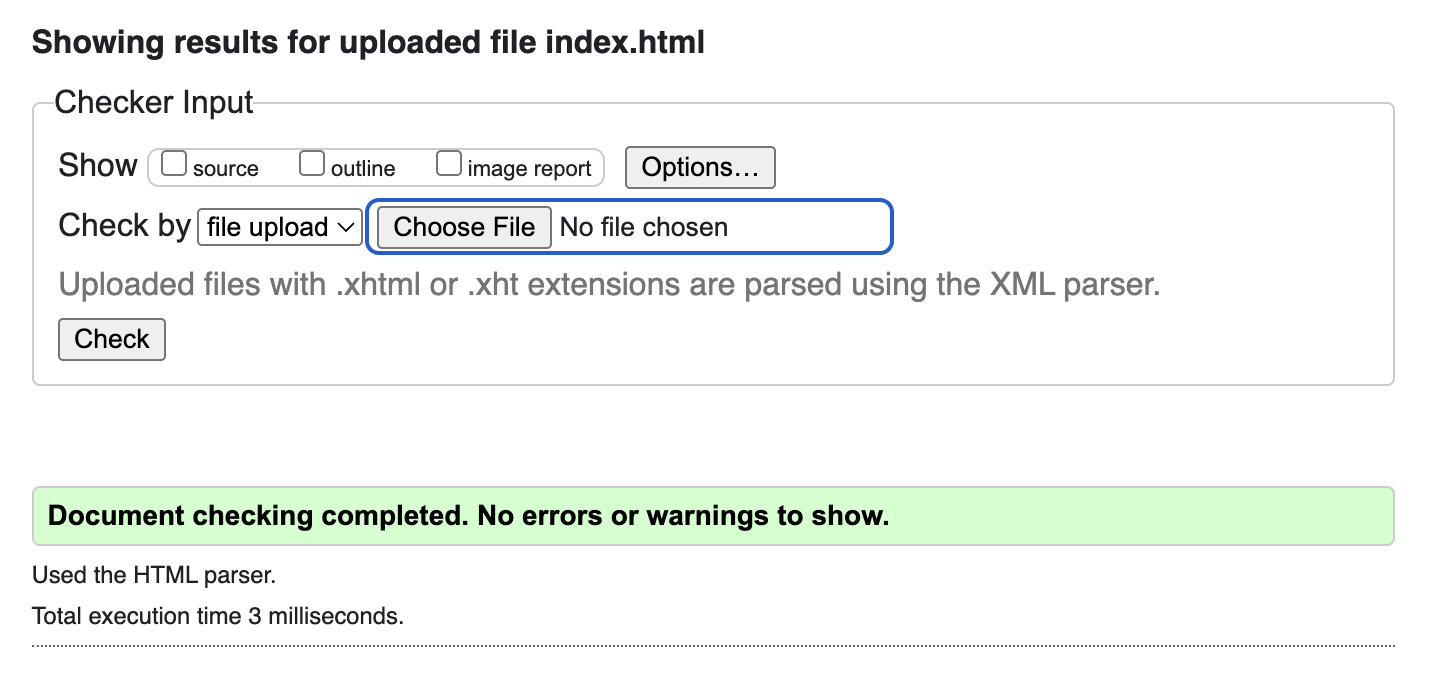 Showing results for uploaded file index.html
Checker Input
Show source outline image report Options…
Check by file upload Choose File No file chosen
Uploaded files with .xhtml or .xht extensions are parsed using the XML parser.
Check
Document checking completed. No errors or warnings to show.
Used the HTML parser.
Total execution time 3 milliseconds.